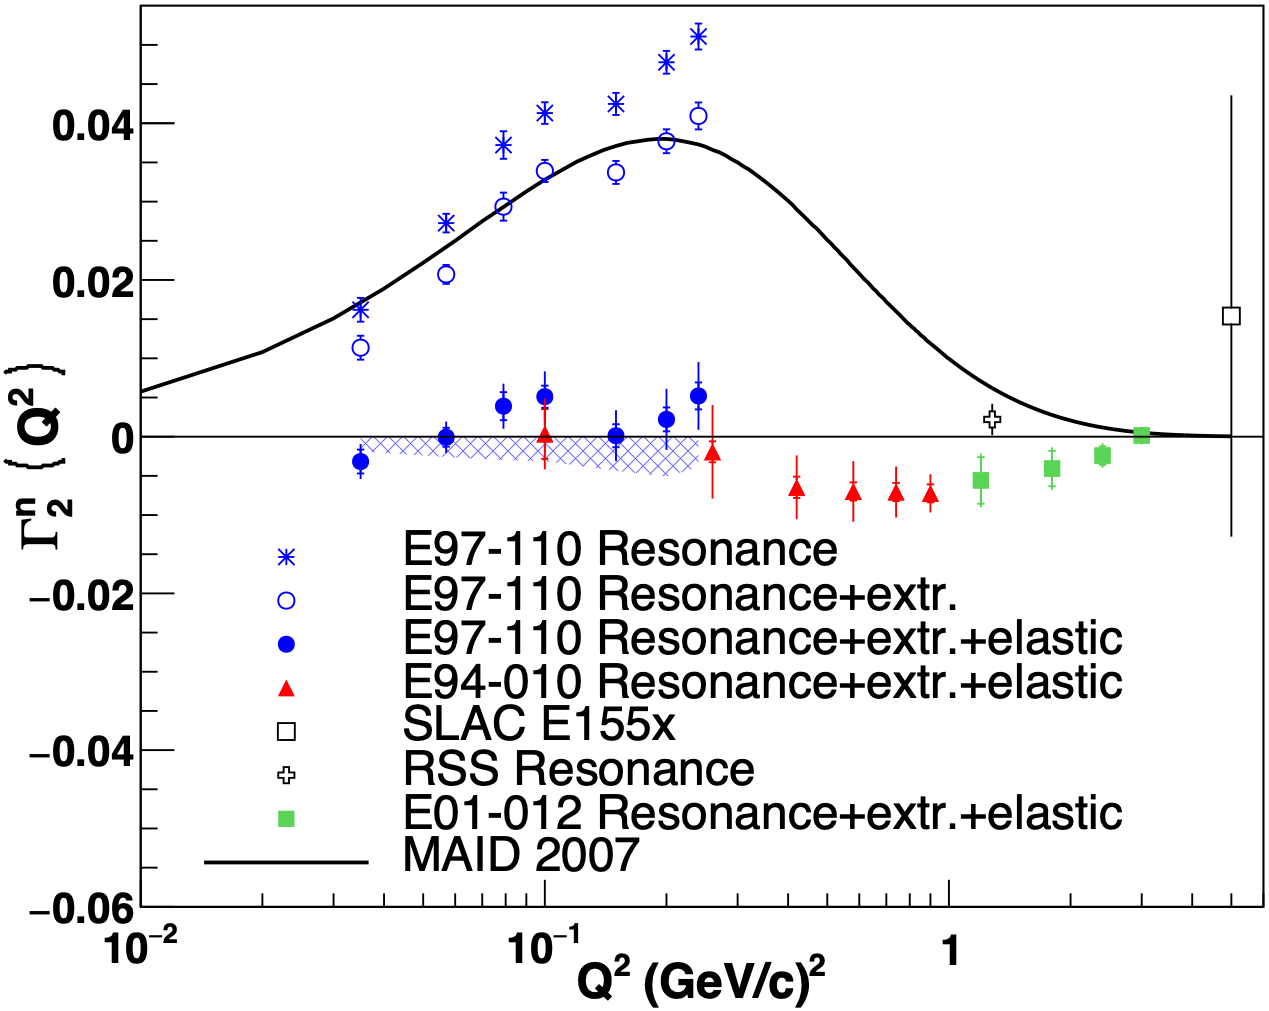 0.04
0.02
0
−0.02
−0.04
−0.06
Γ₂ⁿ (Q²)
E97-110 Resonance
E97-110 Resonance+extr.
E97-110 Resonance+extr.+elastic
E94-010 Resonance+extr.+elastic
SLAC E155x
RSS Resonance
E01-012 Resonance+extr.+elastic
MAID 2007
10⁻² 10⁻¹ 1
Q² (GeV/c)²